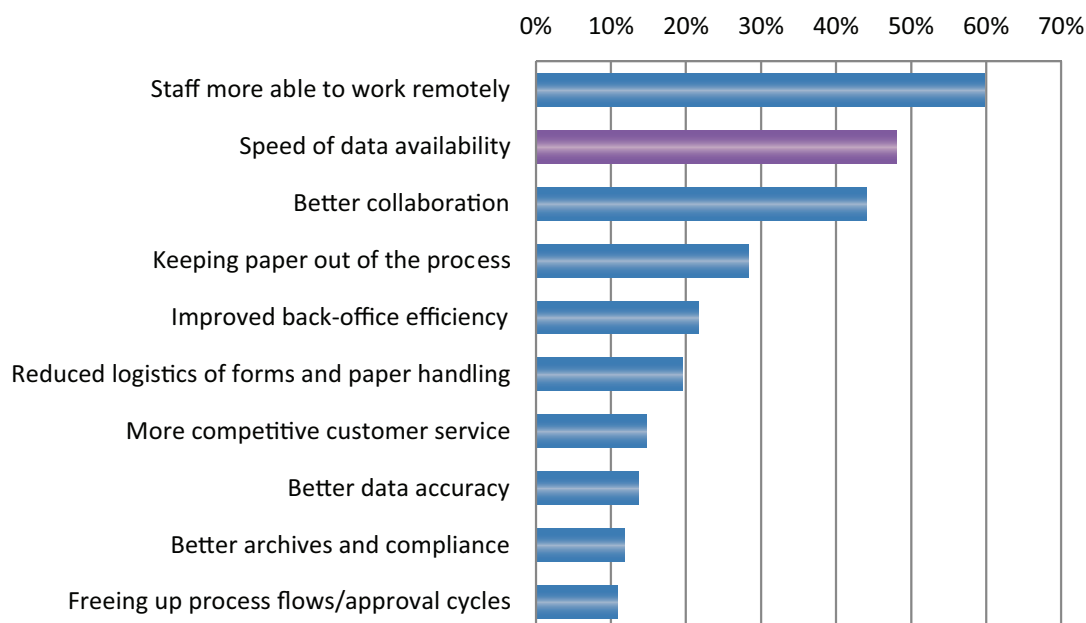 0% 10% 20% 30% 40% 50% 60% 70%
Staff more able to work remotely
Speed of data availability
Better collaboration
Keeping paper out of the process
Improved back-office efficiency
Reduced logistics of forms and paper handling
More competitive customer service
Better data accuracy
Better archives and compliance
Freeing up process flows/approval cycles